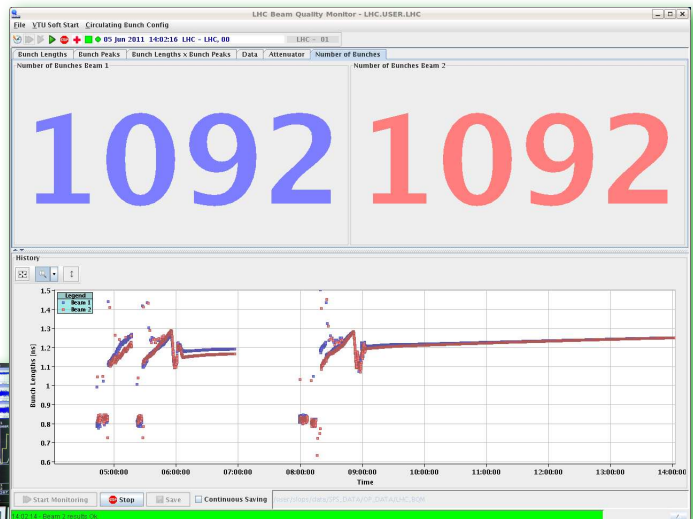 LHC Beam Quality Monitor - LHC.USER.LHC
File VTU Soft Start Circulating Bunch Config
05 Jun 2011 14:02:16 LHC - LHC, 00 LHC - 01
Bunch Lengths Bunch Peaks Bunch Lengths x Bunch Peaks Data Attenuator Number of Bunches
Number of Bunches Beam 1 Number of Bunches Beam 2
1092 1092
History
Legend
Beam 1
Beam 2
Bunch Lengths [ns]
1.5
1.4
1.3
1.2
1.1
1
0.9
0.8
0.7
0.6
05:00:00 06:00:00 07:00:00 08:00:00 09:00:00 10:00:00 11:00:00 12:00:00 13:00:00 14:00:00
Time
Start Monitoring STOP Stop Save Continuous Saving
14:02:14 - Beam 2 results Ok